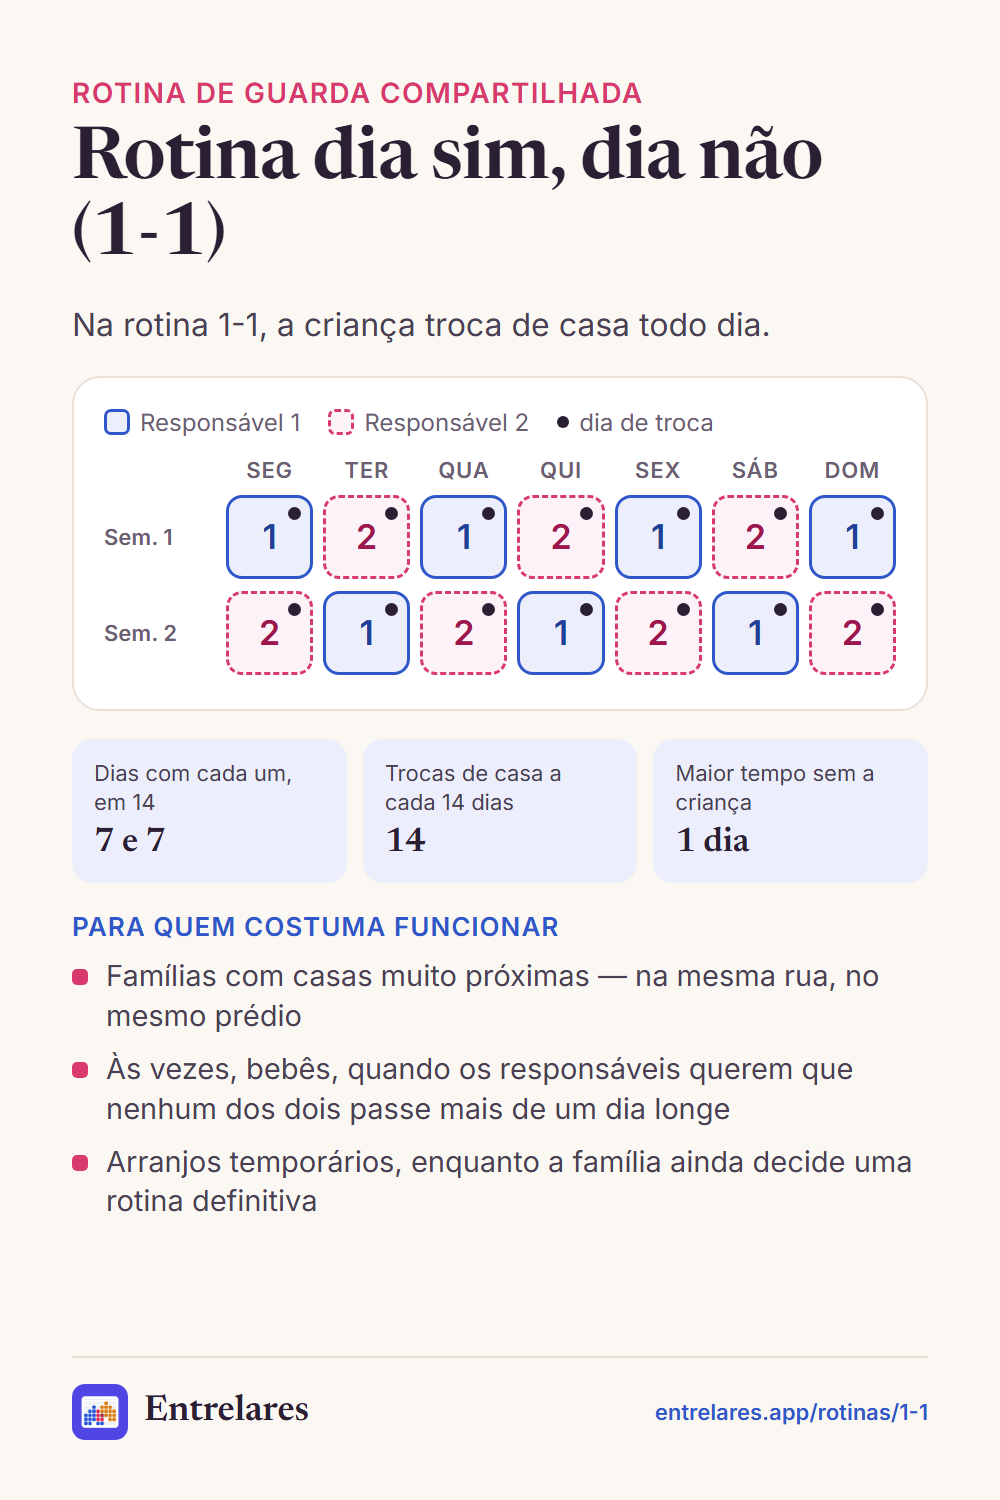 ROTINA DE GUARDA COMPARTILHADA
Rotina dia sim, dia não
(1-1)
Na rotina 1-1, a criança troca de casa todo dia.
Responsável 1 Responsável 2 dia de troca
SEG TER QUA QUI SEX SÁB DOM
Sem. 1 1 2 1 2 1 2 1
Sem. 2 2 1 2 1 2 1 2
Dias com cada um,
em 14
7 e 7
Trocas de casa a
cada 14 dias
14
Maior tempo sem a
criança
1 dia
PARA QUEM COSTUMA FUNCIONAR
Famílias com casas muito próximas — na mesma rua, no
mesmo prédio
Às vezes, bebês, quando os responsáveis querem que
nenhum dos dois passe mais de um dia longe
Arranjos temporários, enquanto a família ainda decide uma
rotina definitiva
Entrelares
entrelares.app/rotinas/1-1